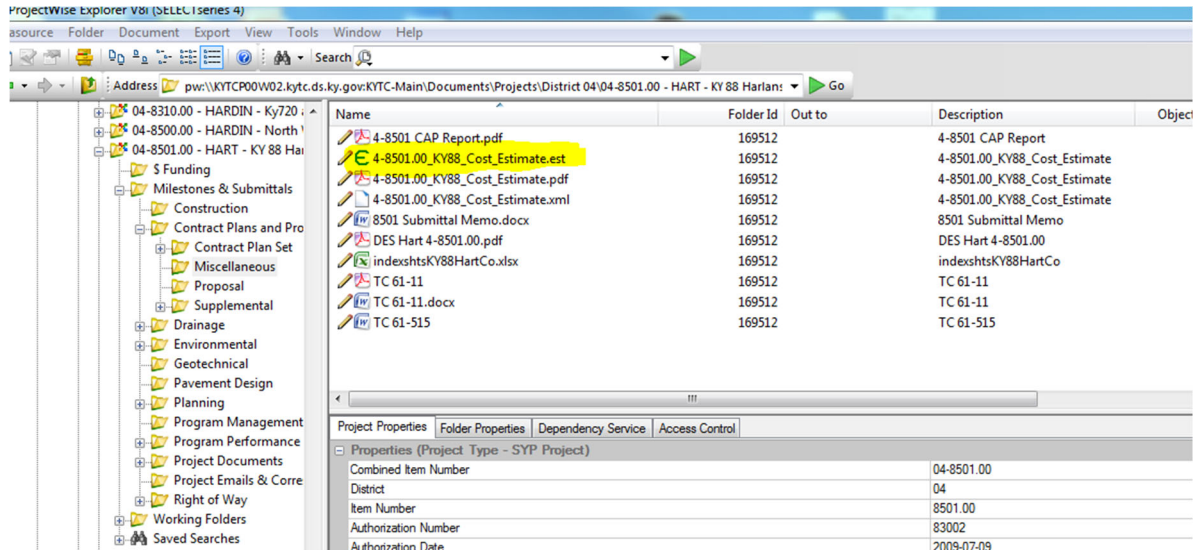 ProjectWise Explorer V8i (SELECTseries 4)
asource Folder Document Export View Tools Window Help
Search
Address pw:\\KYTCP00W02.kytc.ds.ky.gov:KYTC-Main\Documents\Projects\District 04\04-8501.00 - HART - KY 88 Harlans Go
04-8310.00 - HARDIN - Ky720
04-8500.00 - HARDIN - North
04-8501.00 - HART - KY 88 Har
$ Funding
Milestones & Submittals
Construction
Contract Plans and Pro
Contract Plan Set
Miscellaneous
Proposal
Supplemental
Drainage
Environmental
Geotechnical
Pavement Design
Planning
Program Management
Program Performance
Project Documents
Project Emails & Corre
Right of Way
Working Folders
Saved Searches
Name Folder Id Out to Description Object
4-8501 CAP Report.pdf 169512 4-8501 CAP Report
4-8501.00_KY88_Cost_Estimate.est 169512 4-8501.00_KY88_Cost_Estimate
4-8501.00_KY88_Cost_Estimate.pdf 169512 4-8501.00_KY88_Cost_Estimate
4-8501.00_KY88_Cost_Estimate.xml 169512 4-8501.00_KY88_Cost_Estimate
8501 Submittal Memo.docx 169512 8501 Submittal Memo
DES Hart 4-8501.00.pdf 169512 DES Hart 4-8501.00
indexshtsKY88HartCo.xlsx 169512 indexshtsKY88HartCo
TC 61-11 169512 TC 61-11
TC 61-11.docx 169512 TC 61-11
TC 61-515 169512 TC 61-515
Project Properties Folder Properties Dependency Service Access Control
Properties (Project Type - SYP Project)
Combined Item Number 04-8501.00
District 04
Item Number 8501.00
Authorization Number 83002
Authorization Date 2009-07-09